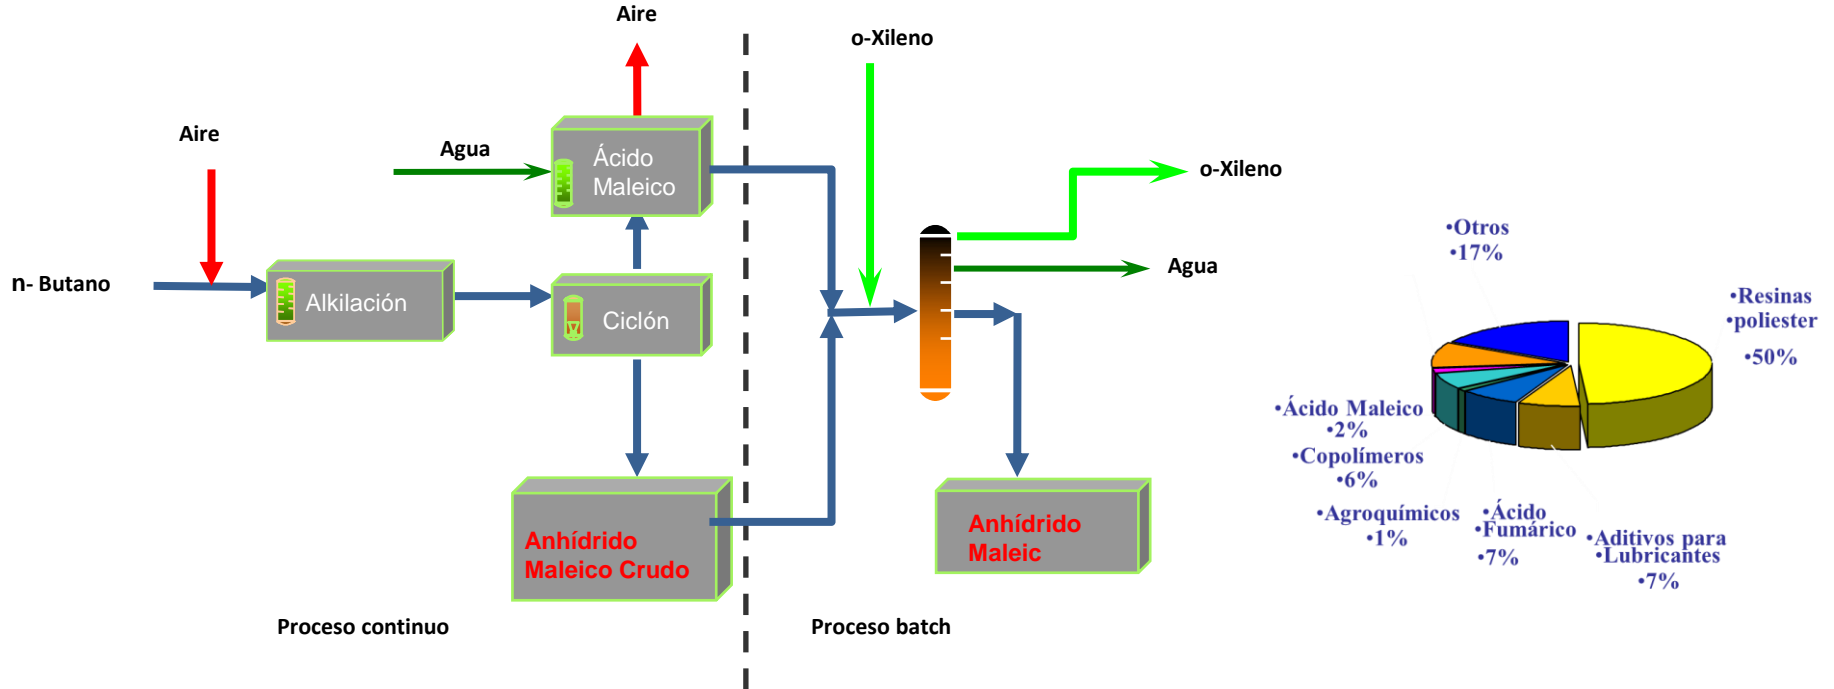 Aire
o-Xileno
Aire
Agua
Ácido
Maleico
o-Xileno
Agua
n- Butano
Alkilación
Ciclón
Anhídrido
Maleico Crudo
Anhídrido
Maleic
Proceso continuo
Proceso batch
•Otros
•17%
•Resinas
•poliester
•50%
•Ácido Maleico
•2%
•Copolímeros
•6%
•Agroquímicos
•1%
•Ácido
•Fumárico
•7%
•Aditivos para
•Lubricantes
•7%